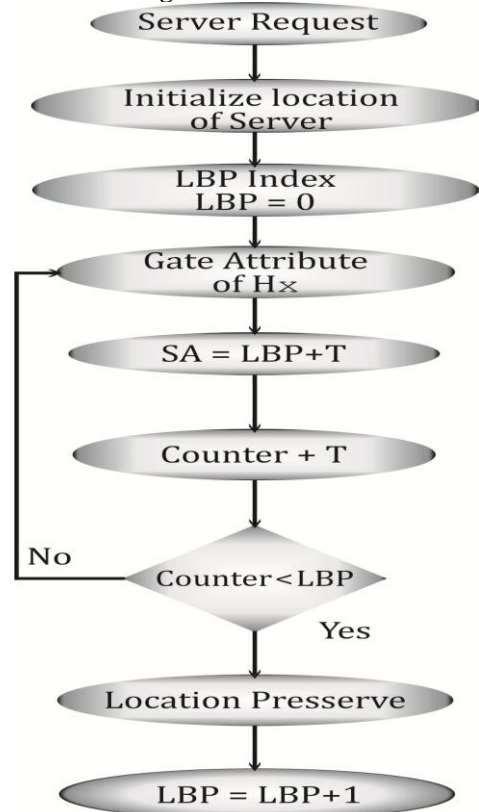 Server Request
Initialize location
of Server
LBP Index
LBP = 0
Gate Attribute
of Hx
SA = LBP+T
Counter + T
Counter<LBP
No
Yes
Location Presserve
LBP = LBP+1